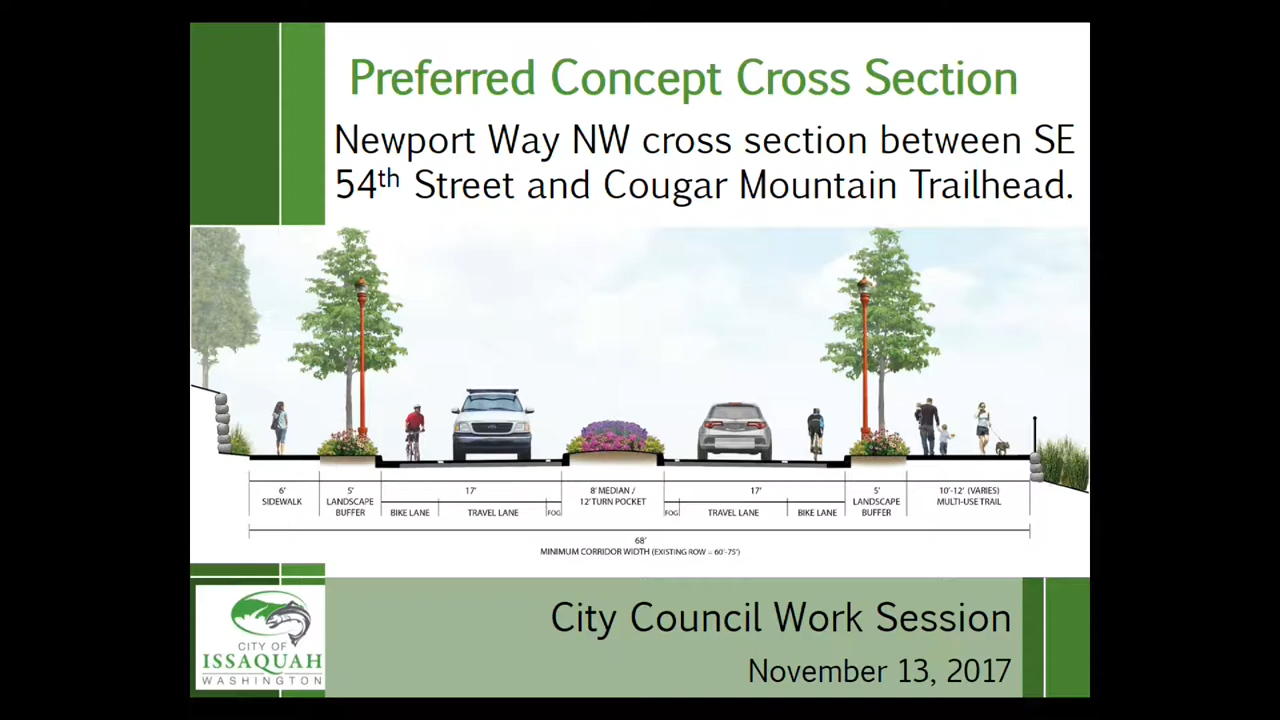 Preferred Concept Cross Section
Newport Way NW cross section between SE
54th Street and Cougar Mountain Trailhead.
6' 5' 17' 8' MEDIAN / 17' 5' 10'-12' (VARIES)
SIDEWALK LANDSCAPE 12' TURN POCKET LANDSCAPE MULTI-USE TRAIL
BUFFER BIKE LANE TRAVEL LANE FOG FOG TRAVEL LANE BIKE LANE BUFFER
68'
MINIMUM CORRIDOR WIDTH (EXISTING ROW = 60'-75')
City Council Work Session
November 13, 2017
CITY OF
ISSAQUAH
WASHINGTON